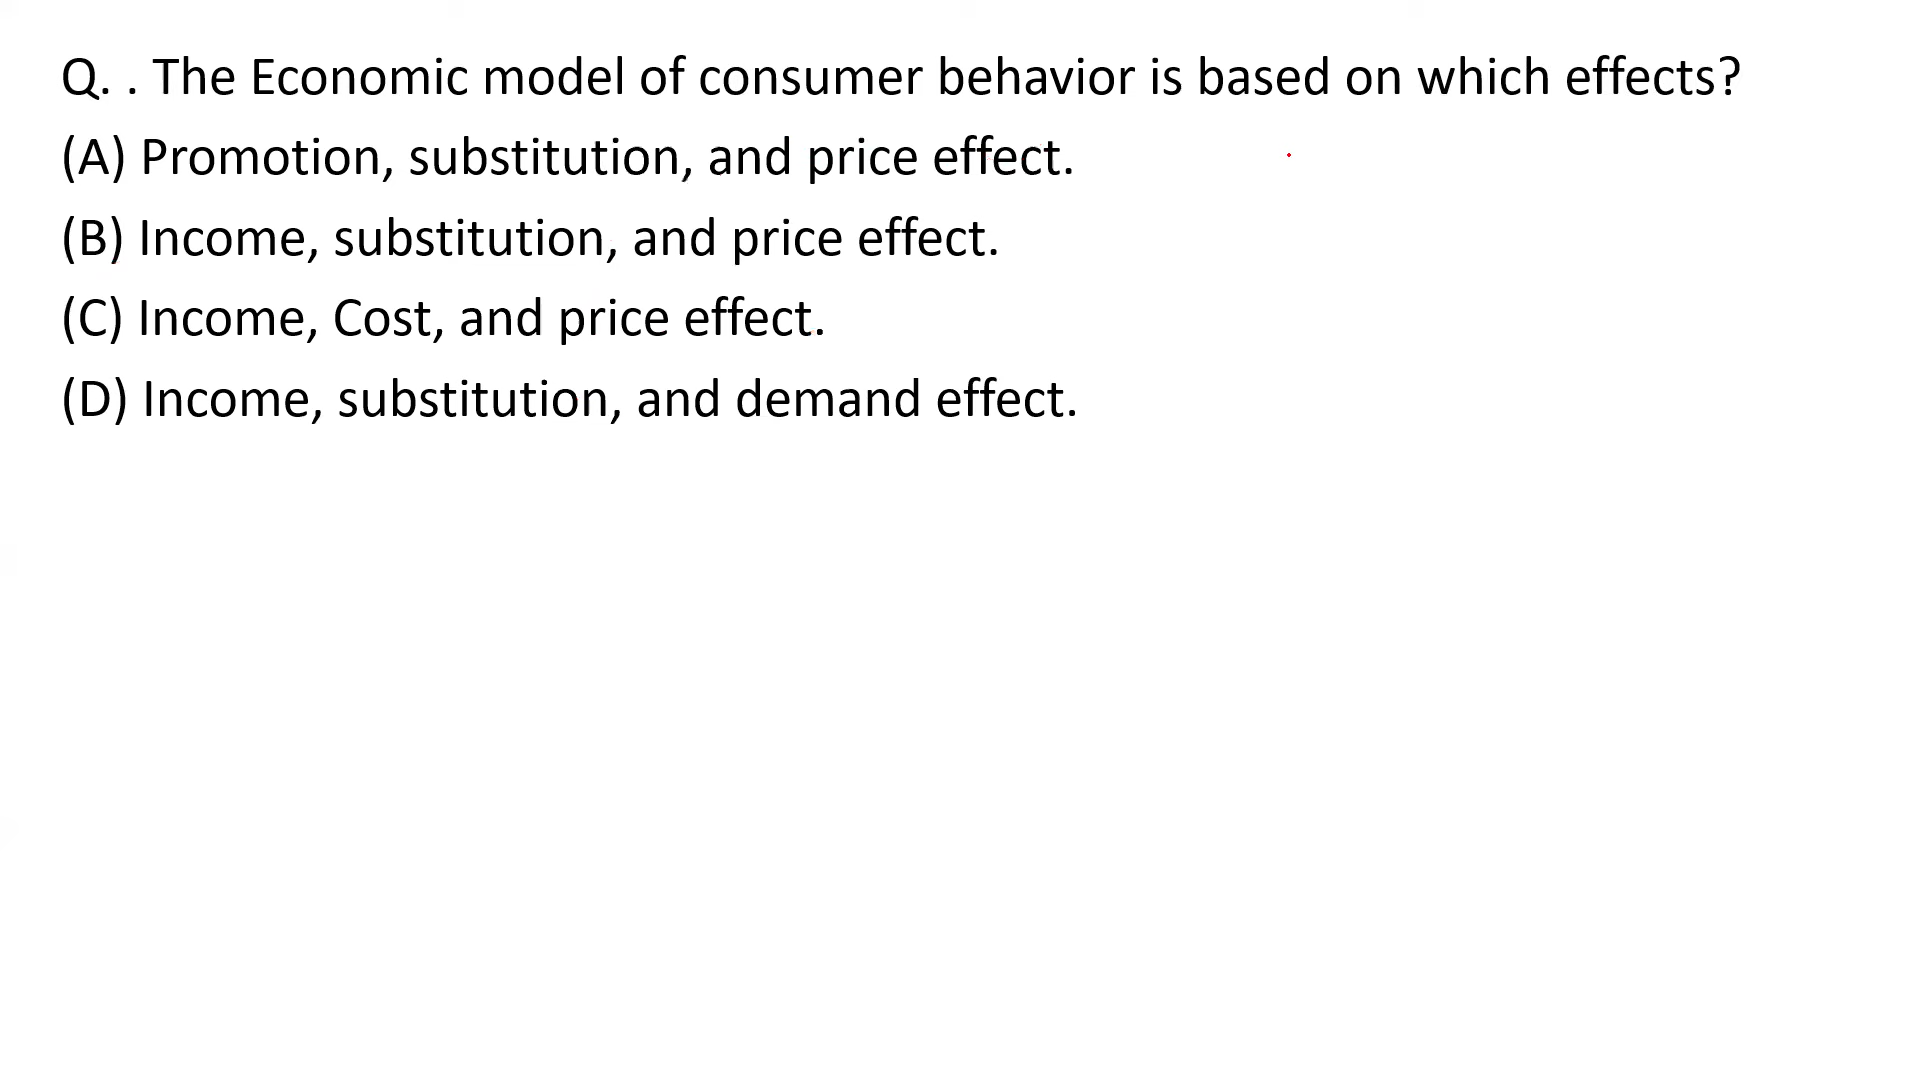 Q. . The Economic model of consumer behavior is based on which effects?
(A) Promotion, substitution, and price effect.
(B) Income, substitution, and price effect.
(C) Income, Cost, and price effect.
(D) Income, substitution, and demand effect.